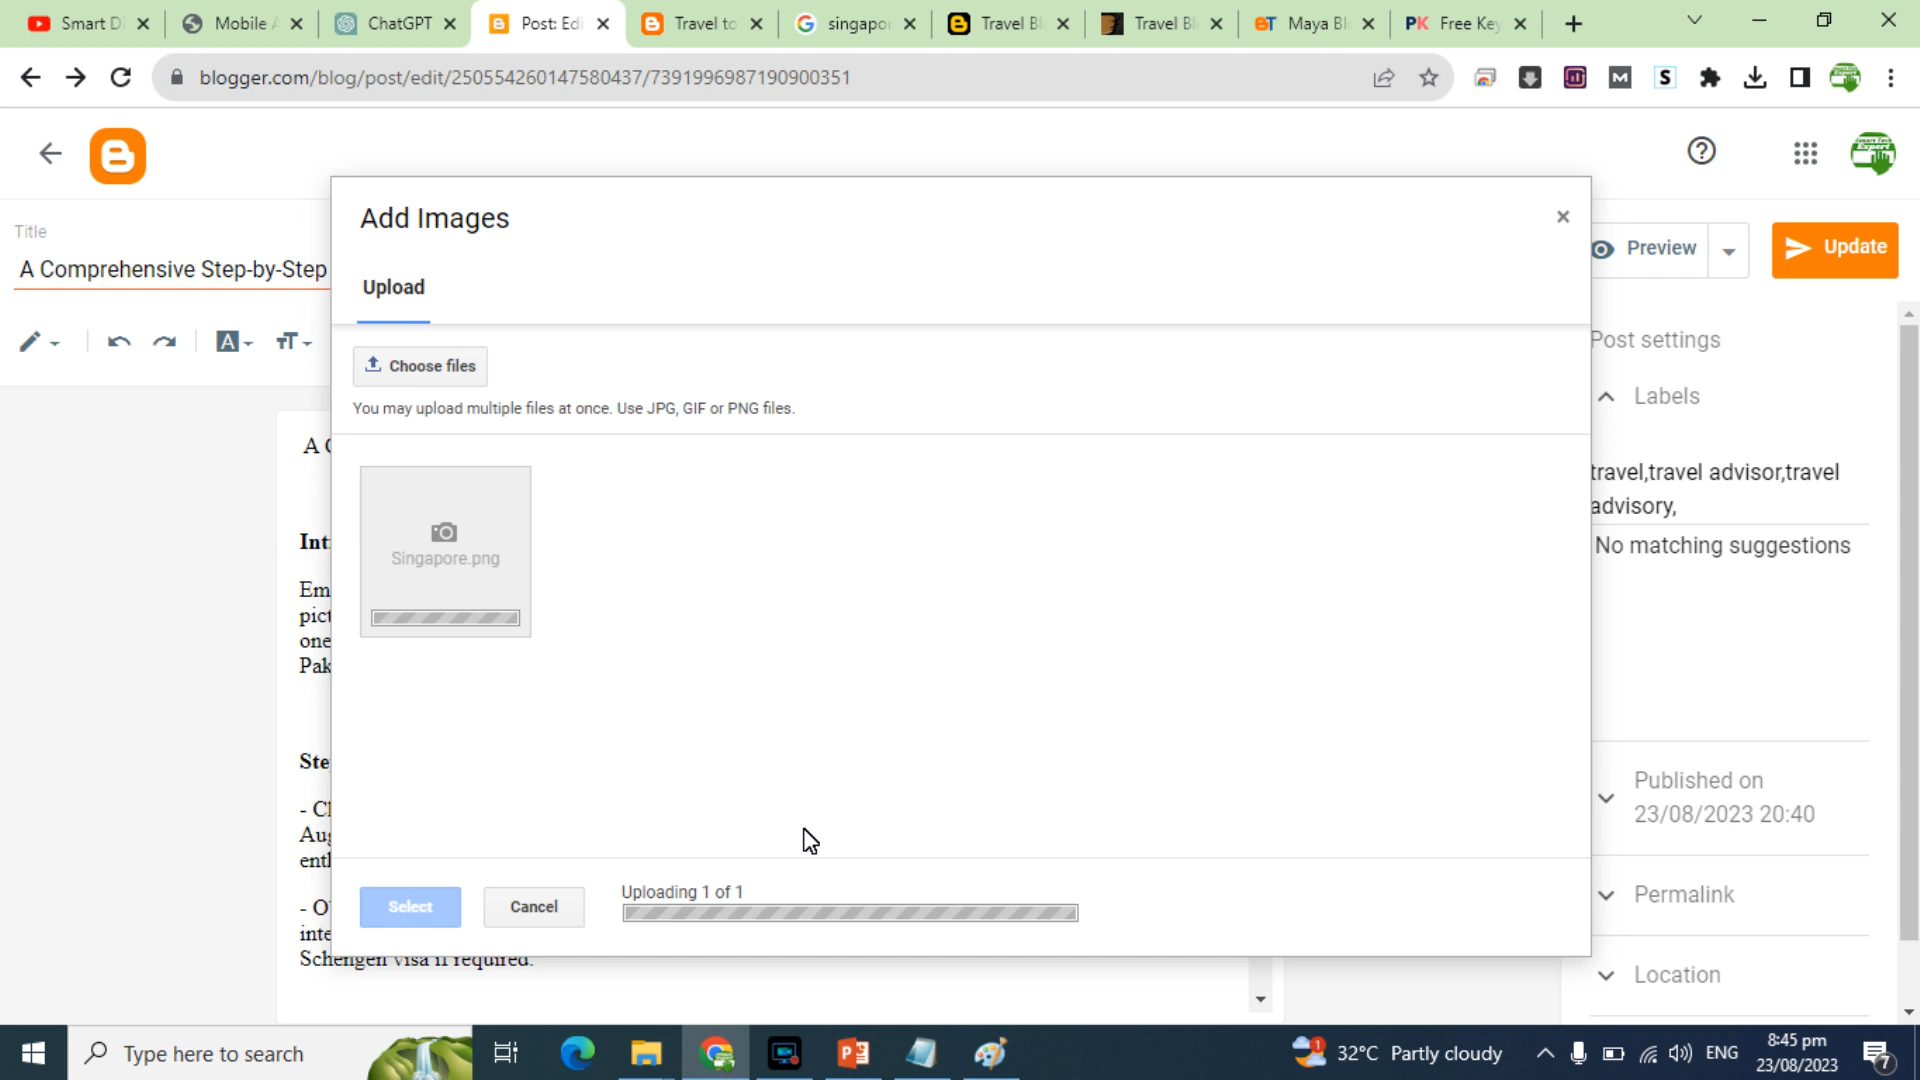 Smart D
Mobile A
ChatGPT
Post: Edi
Travel to
singapor
Travel Bl
Travel Bl
Maya Bl
PK Free Key
blogger.com/blog/post/edit/250554260147580437/7391996987190900351
Title
A Comprehensive Step-by-Step
Preview
Update
Add Images
Upload
Choose files
You may upload multiple files at once. Use JPG, GIF or PNG files.
Singapore.png
Select
Cancel
Uploading 1 of 1
Post settings
Labels
travel,travel advisor,travel
advisory,
No matching suggestions
Published on
23/08/2023 20:40
Permalink
Location
A C
Int
Em
pict
one
Pak
Ste
- Cl
Aug
entl
- O
inte
Schengen visa if required.
Type here to search
32°C Partly cloudy
ENG
8:45 pm
23/08/2023
7